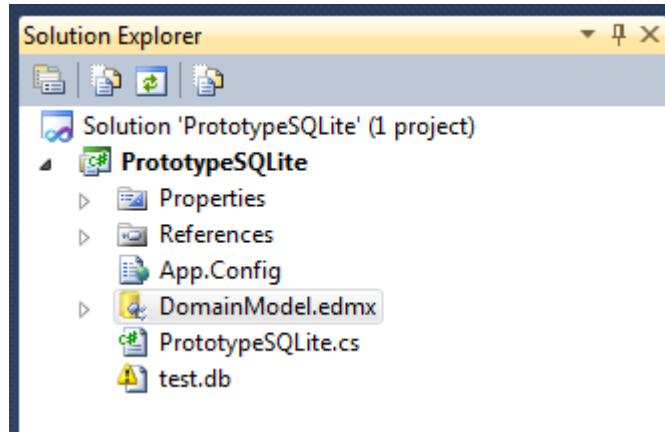 Solution Explorer
Solution 'PrototypeSQLite' (1 project)
PrototypeSQLite
Properties
References
App.Config
DomainModel.edmx
PrototypeSQLite.cs
test.db